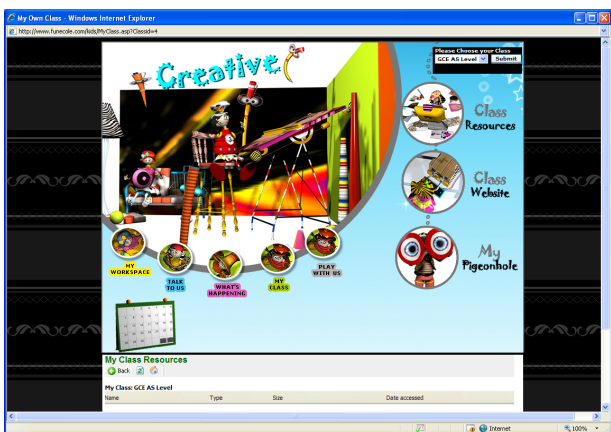 My Own Class - Windows Internet Explorer
http://www.funecole.com/kids/MyClass.asp?Classid=4
Please Choose your Class
GCE AS Level
Submit
Creative
Class
Resources
Class
Website
My
Pigeonhole
MY
WORKSPACE
TALK
TO US
WHAT'S
HAPPENING
MY
CLASS
PLAY
WITH US
My Class Resources
Back
My Class: GCE AS Level
Name Type Size Date accessed
Internet 100%